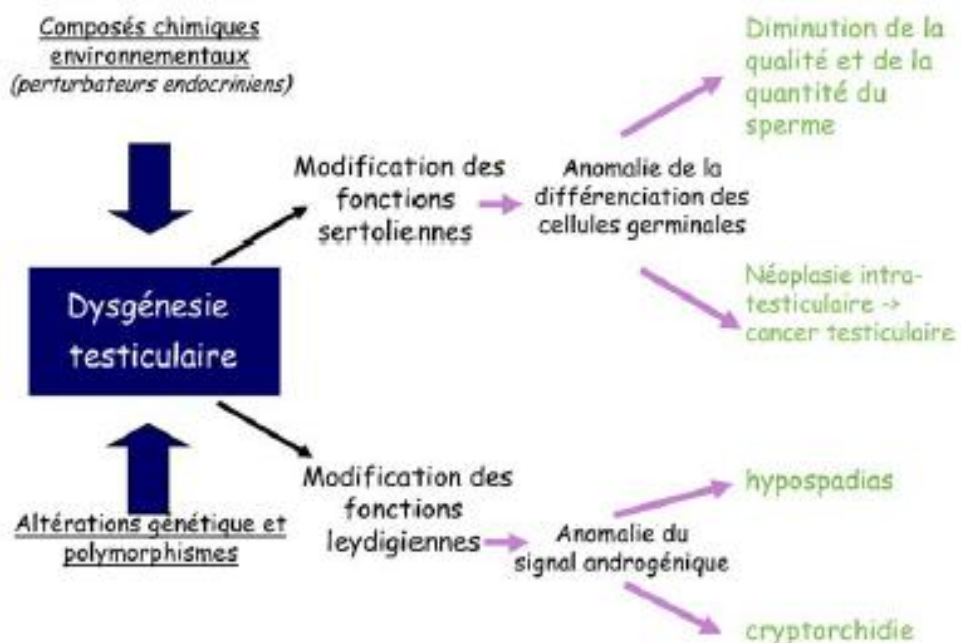 Composés chimiques
environnementaux
(perturbateurs endocriniens)
Dysgénésie
testiculaire
Altérations génétique et
polymorphismes
Modification des
fonctions
sertoliennes
Anomalie de la
différenciation des
cellules germinales
Diminution de la
qualité et de la
quantité du
sperme
Néoplasie intra-
testiculaire ->
cancer testiculaire
Modification des
fonctions
leydigiennes
Anomalie du
signal androgénique
hypospadias
cryptorchidie